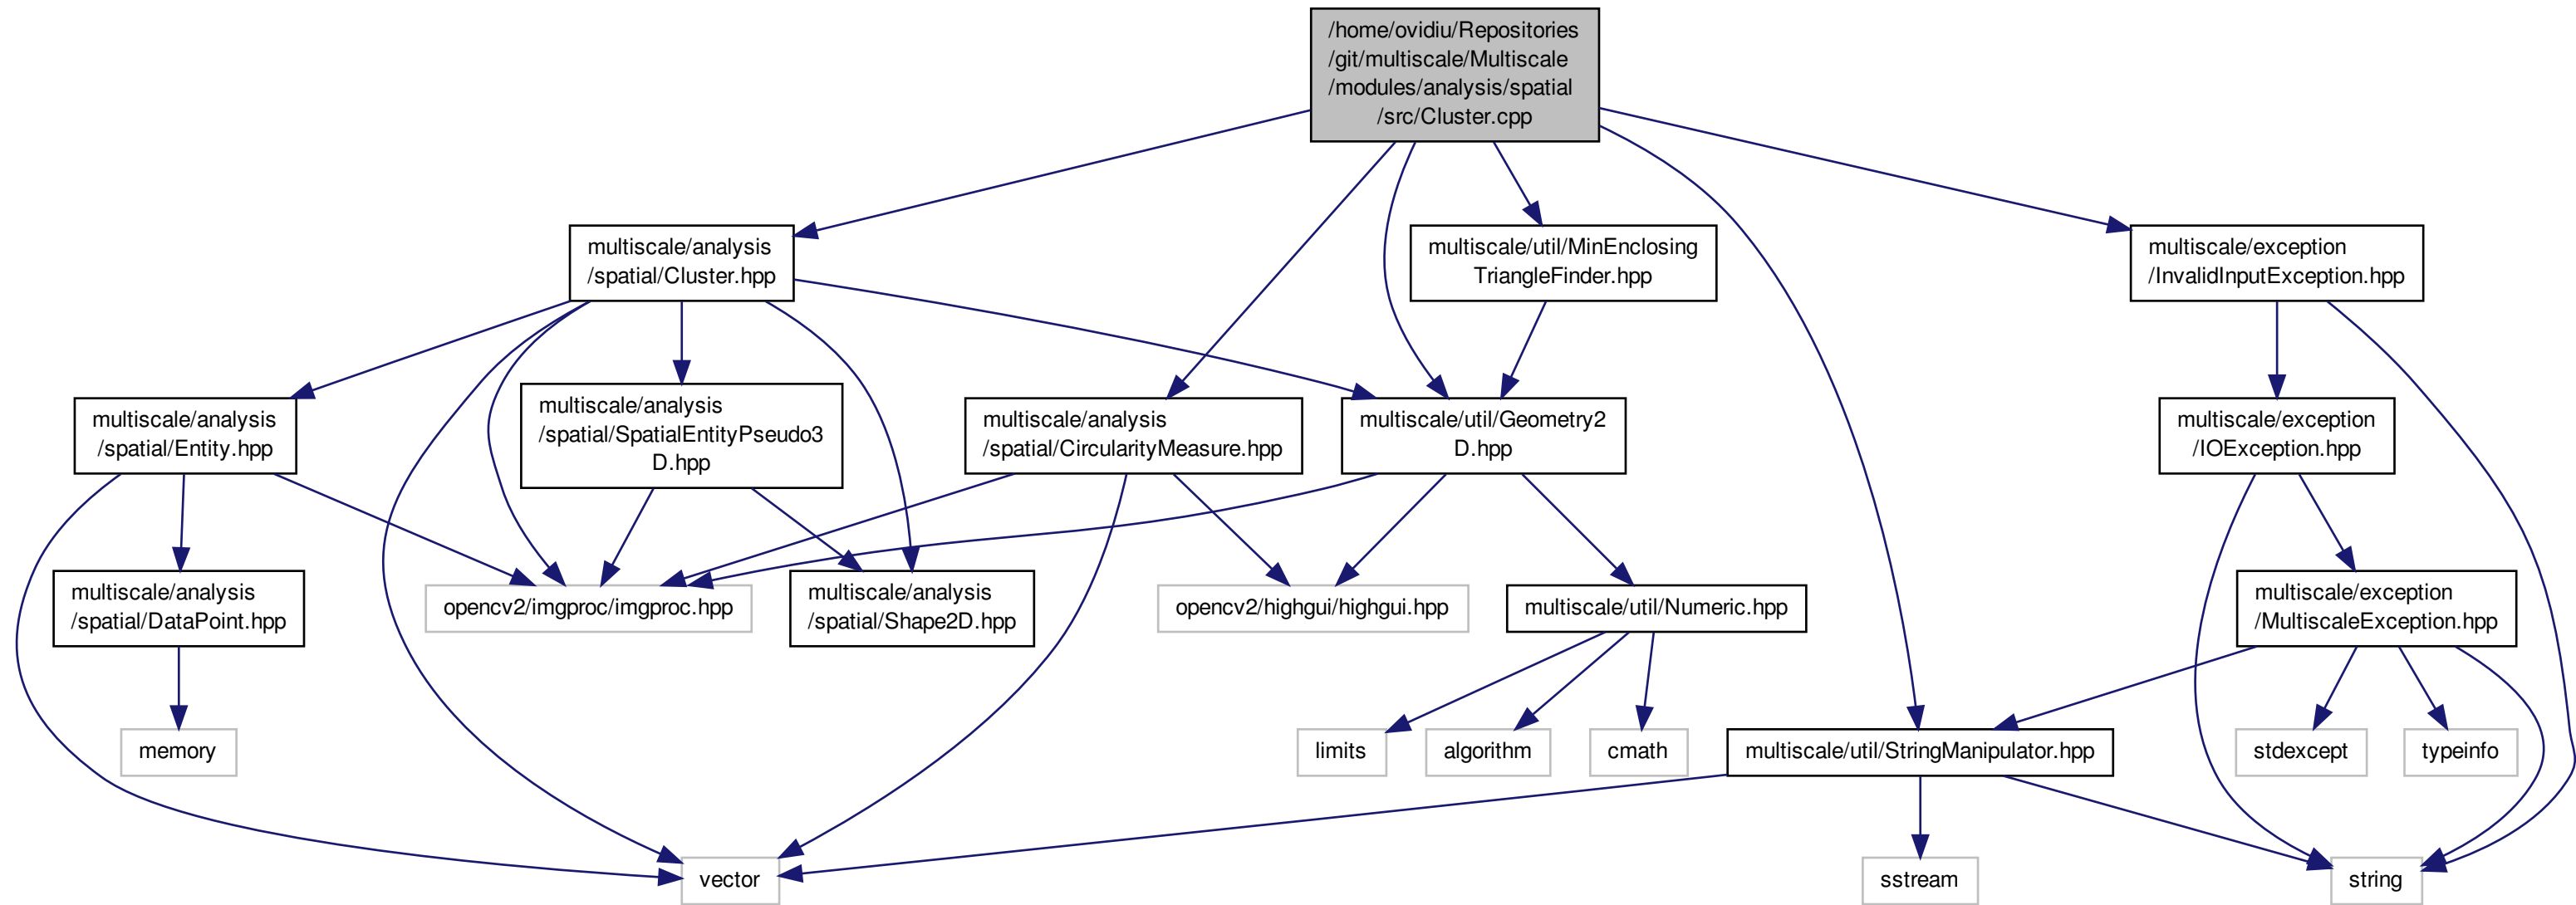 /home/ovidiu/Repositories
/git/multiscale/Multiscale
/modules/analysis/spatial
/src/Cluster.cpp
multiscale/analysis
/spatial/Cluster.hpp
multiscale/util/MinEnclosing
TriangleFinder.hpp
multiscale/exception
/InvalidInputException.hpp
multiscale/analysis
/spatial/Entity.hpp
multiscale/analysis
/spatial/SpatialEntityPseudo3
D.hpp
multiscale/analysis
/spatial/CircularityMeasure.hpp
multiscale/util/Geometry2
D.hpp
multiscale/exception
/IOException.hpp
multiscale/analysis
/spatial/DataPoint.hpp
opencv2/imgproc/imgproc.hpp
multiscale/analysis
/spatial/Shape2D.hpp
opencv2/highgui/highgui.hpp
multiscale/util/Numeric.hpp
multiscale/exception
/MultiscaleException.hpp
memory
limits
algorithm
cmath
multiscale/util/StringManipulator.hpp
stdexcept
typeinfo
vector
sstream
string